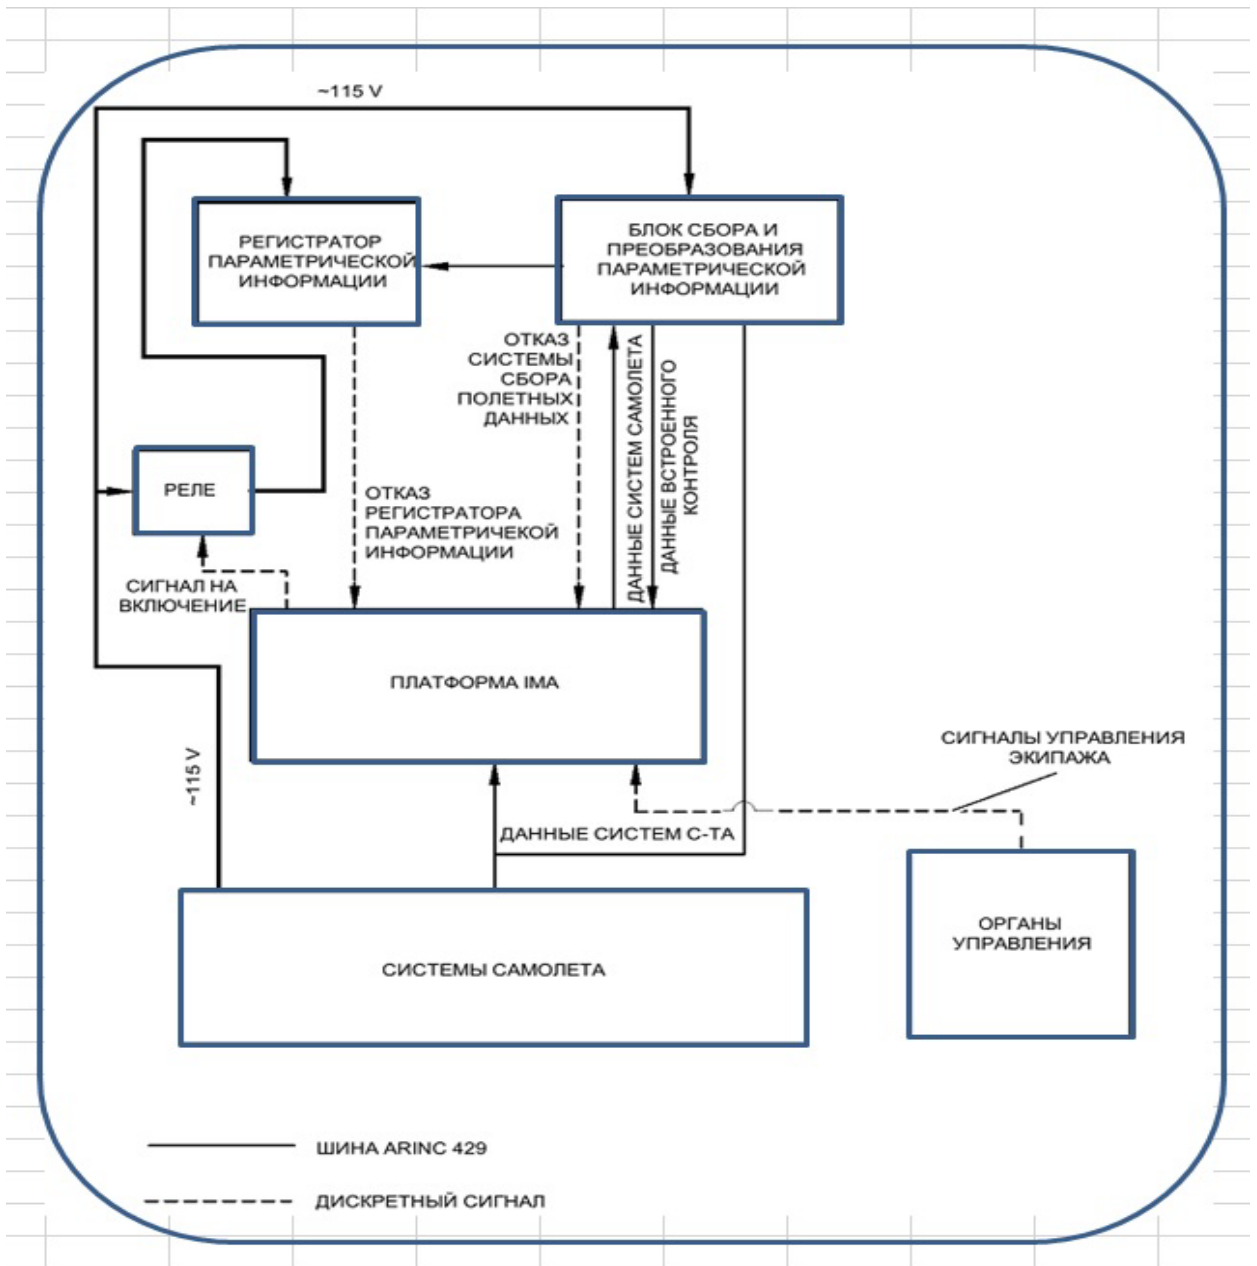 ~115 V
РЕГИСТРАТОР
ПАРАМЕТРИЧЕСКОЙ
ИНФОРМАЦИИ
БЛОК СБОРА И
ПРЕОБРАЗОВАНИЯ
ПАРАМЕТРИЧЕСКОЙ
ИНФОРМАЦИИ
ОТКАЗ
СИСТЕМЫ
СБОРА
ПОЛЕТНЫХ
ДАННЫХ
ДАННЫЕ СИСТЕМ САМОЛЕТА
ДАННЫЕ ВСТРОЕННОГО
КОНТРОЛЯ
РЕЛЕ
ОТКАЗ
РЕГИСТРАТОРА
ПАРАМЕТРИЧЕКОЙ
ИНФОРМАЦИИ
СИГНАЛ НА
ВКЛЮЧЕНИЕ
ПЛАТФОРМА IMA
~115 V
СИГНАЛЫ УПРАВЛЕНИЯ
ЭКИПАЖА
ДАННЫЕ СИСТЕМ С-ТА
ОРГАНЫ
УПРАВЛЕНИЯ
СИСТЕМЫ САМОЛЕТА
ШИНА ARINC 429
ДИСКРЕТНЫЙ СИГНАЛ